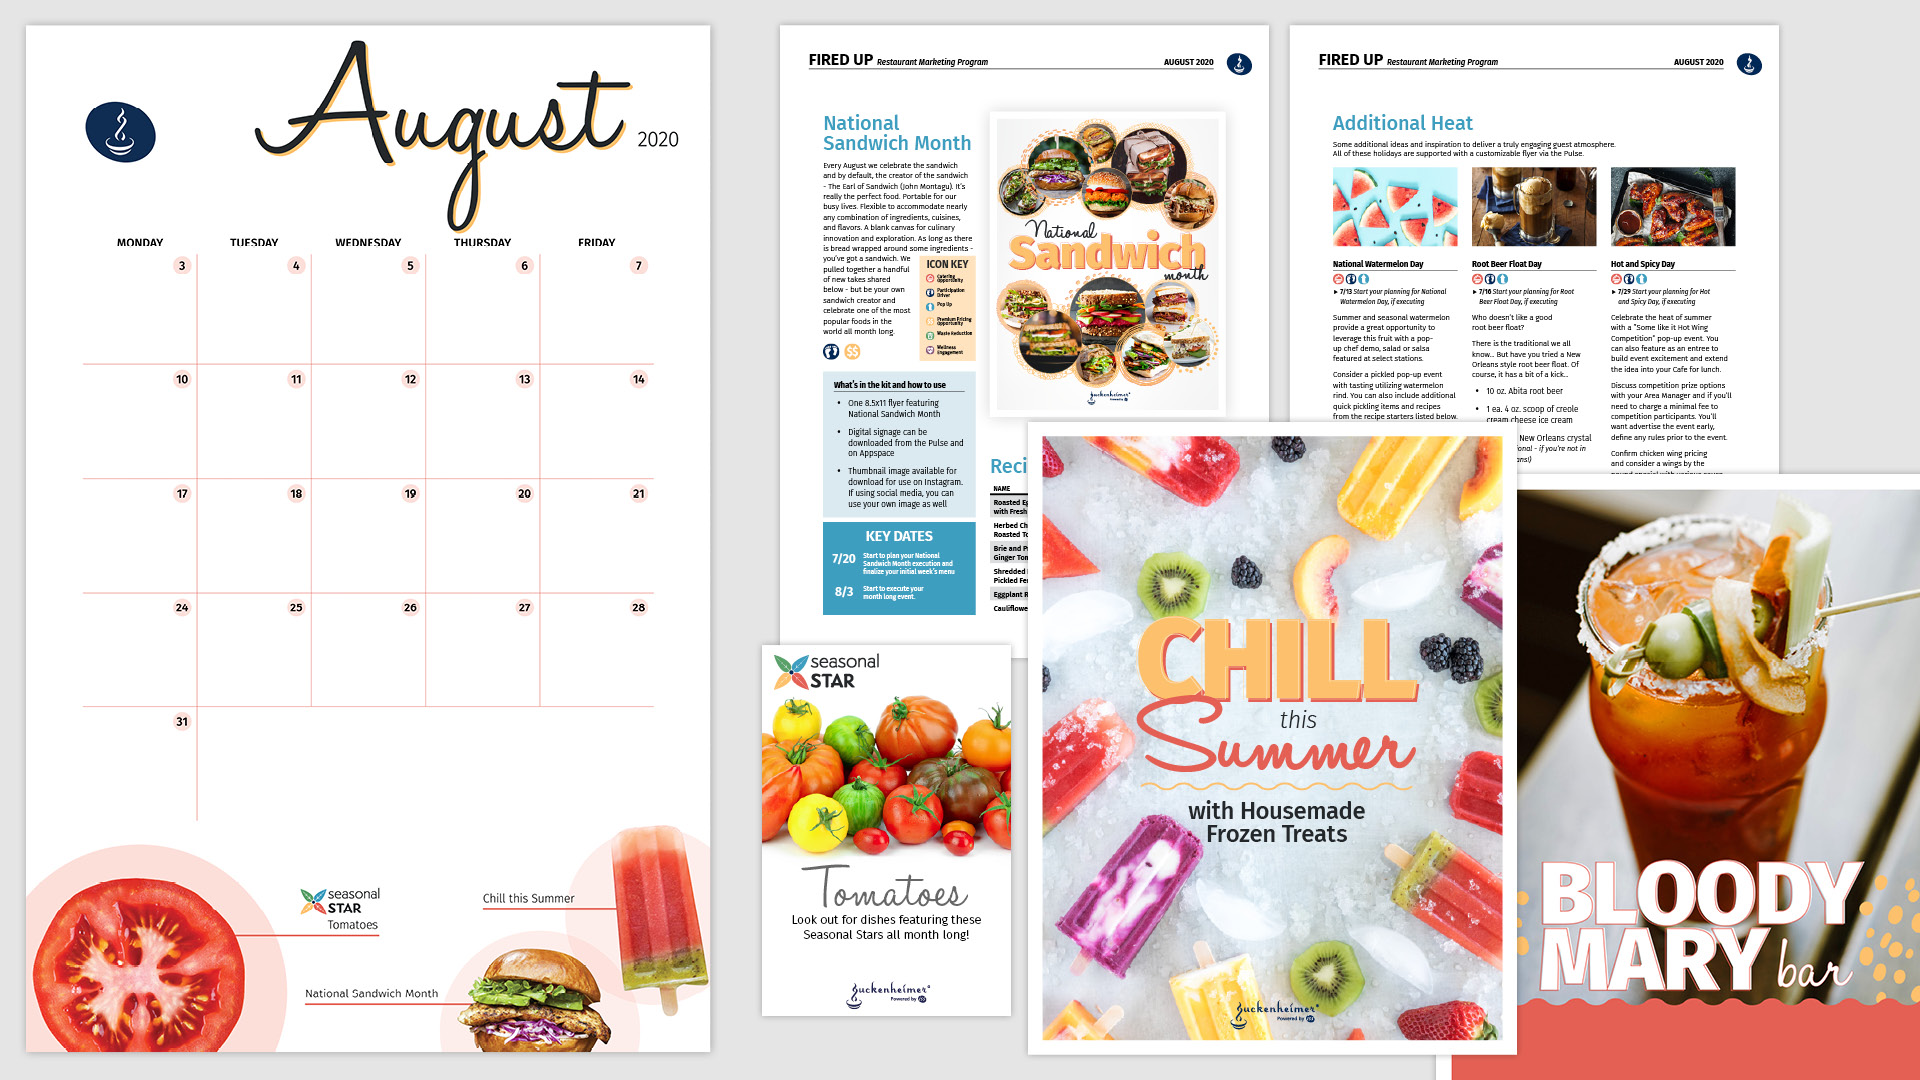 August
2020
MONDAY TUESDAY WEDNESDAY THURSDAY FRIDAY
3 4 5 6 7
10 11 12 13 14
17 18 19 20 21
24 25 26 27 28
31
seasonal
STAR
Tomatoes
Chill this Summer
National Sandwich Month
FIRED UP Restaurant Marketing Program AUGUST 2020
National
Sandwich Month
Every August we celebrate the sandwich
and by default, the creator of the sandwich
- The Earl of Sandwich (John Montagu). It's
really the perfect food. Portable for our
busy lives. Flexible to accommodate nearly
any combination of ingredients, cuisines,
and flavors. A blank canvas for culinary
innovation and exploration. As long as there
is bread wrapped around some ingredients -
you've got a sandwich. We
pulled together a handful
of new takes shared
below - but be your own
sandwich creator and
celebrate one of the most
popular foods in the
world all month long.
$$
ICON KEY
Catering
Opportunity
Participation
Driver
Pop Up
Premium Pricing
Opportunity
Waste Reduction
Wellness
Engagement
National
Sandwich
month
guckenheimer
Powered by
What's in the kit and how to use
• One 8.5x11 flyer featuring
National Sandwich Month
• Digital signage can be
downloaded from the Pulse and
on Appspace
• Thumbnail image available for
download for use on Instagram.
If using social media, you can
use your own image as well
KEY DATES
7/20 Start to plan your National
Sandwich Month execution and
finalize your initial week's menu
8/3 Start to execute your
month long event.
Reci
NAME
Roasted Eg
with Fresh
Herbed Ch
Roasted To
Brie and P
Ginger Ton
Shredded
Pickled Fe
Eggplant R
Cauliflowe
FIRED UP Restaurant Marketing Program AUGUST 2020
Additional Heat
Some additional ideas and inspiration to deliver a truly engaging guest atmosphere.
All of these holidays are supported with a customizable flyer via the Pulse.
National Watermelon Day
▸ 7/13 Start your planning for National
Watermelon Day, if executing
Summer and seasonal watermelon
provide a great opportunity to
leverage this fruit with a pop-
up chef demo, salad or salsa
featured at select stations.
Consider a pickled pop-up event
with tasting utilizing watermelon
rind. You can also include additional
quick pickling items and recipes
from the recipe starters listed below.
Root Beer Float Day
▸ 7/16 Start your planning for Root
Beer Float Day, if executing
Who doesn't like a good
root beer float?
There is the traditional we all
know... But have you tried a New
Orleans style root beer float. Of
course, it has a bit of a kick...
• 10 oz. Abita root beer
• 1 ea. 4 oz. scoop of creole
cream cheese ice cream
New Orleans crystal
onal - if you're not in
ans!)
Hot and Spicy Day
▸ 7/29 Start your planning for Hot
and Spicy Day, if executing
Celebrate the heat of summer
with a "Some like it Hot Wing
Competition" pop-up event. You
can also feature as an entree to
build event excitement and extend
the idea into your Cafe for lunch.
Discuss competition prize options
with your Area Manager and if you'll
need to charge a minimal fee to
competition participants. You'll
want advertise the event early,
define any rules prior to the event.
Confirm chicken wing pricing
and consider a wings by the
seasonal
STAR
Tomatoes
Look out for dishes featuring these
Seasonal Stars all month long!
guckenheimer
Powered by
CHILL
this
Summer
with Housemade
Frozen Treats
guckenheimer
Powered by
BLOODY
MARY bar